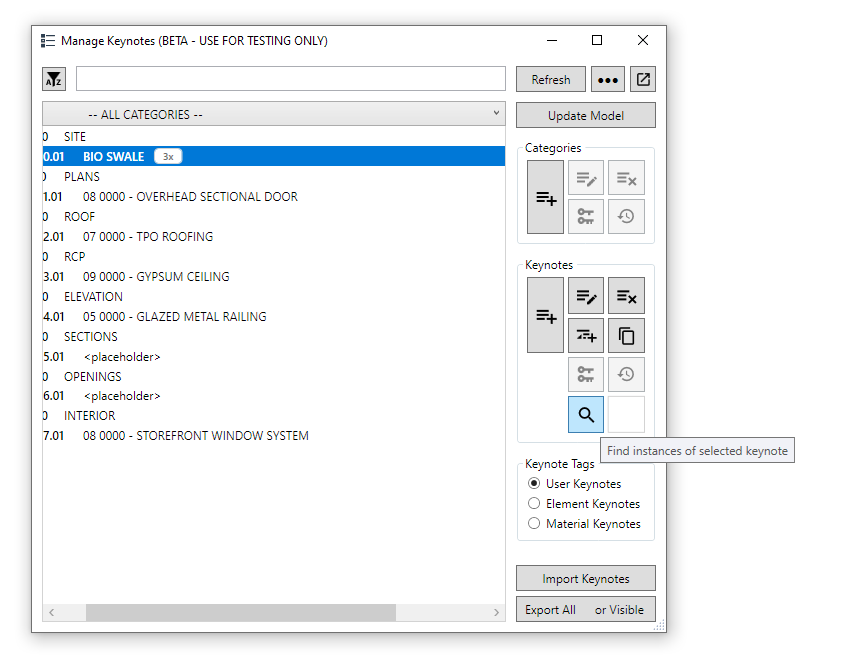 Manage Keynotes (BETA - USE FOR TESTING ONLY)
AZ
Refresh
-- ALL CATEGORIES --
Update Model
0 SITE
0.01 BIO SWALE 3x
0 PLANS
1.01 08 0000 - OVERHEAD SECTIONAL DOOR
0 ROOF
2.01 07 0000 - TPO ROOFING
0 RCP
3.01 09 0000 - GYPSUM CEILING
0 ELEVATION
4.01 05 0000 - GLAZED METAL RAILING
0 SECTIONS
5.01 <placeholder>
0 OPENINGS
6.01 <placeholder>
0 INTERIOR
7.01 08 0000 - STOREFRONT WINDOW SYSTEM
Categories
Keynotes
Find instances of selected keynote
Keynote Tags
User Keynotes
Element Keynotes
Material Keynotes
Import Keynotes
Export All or Visible